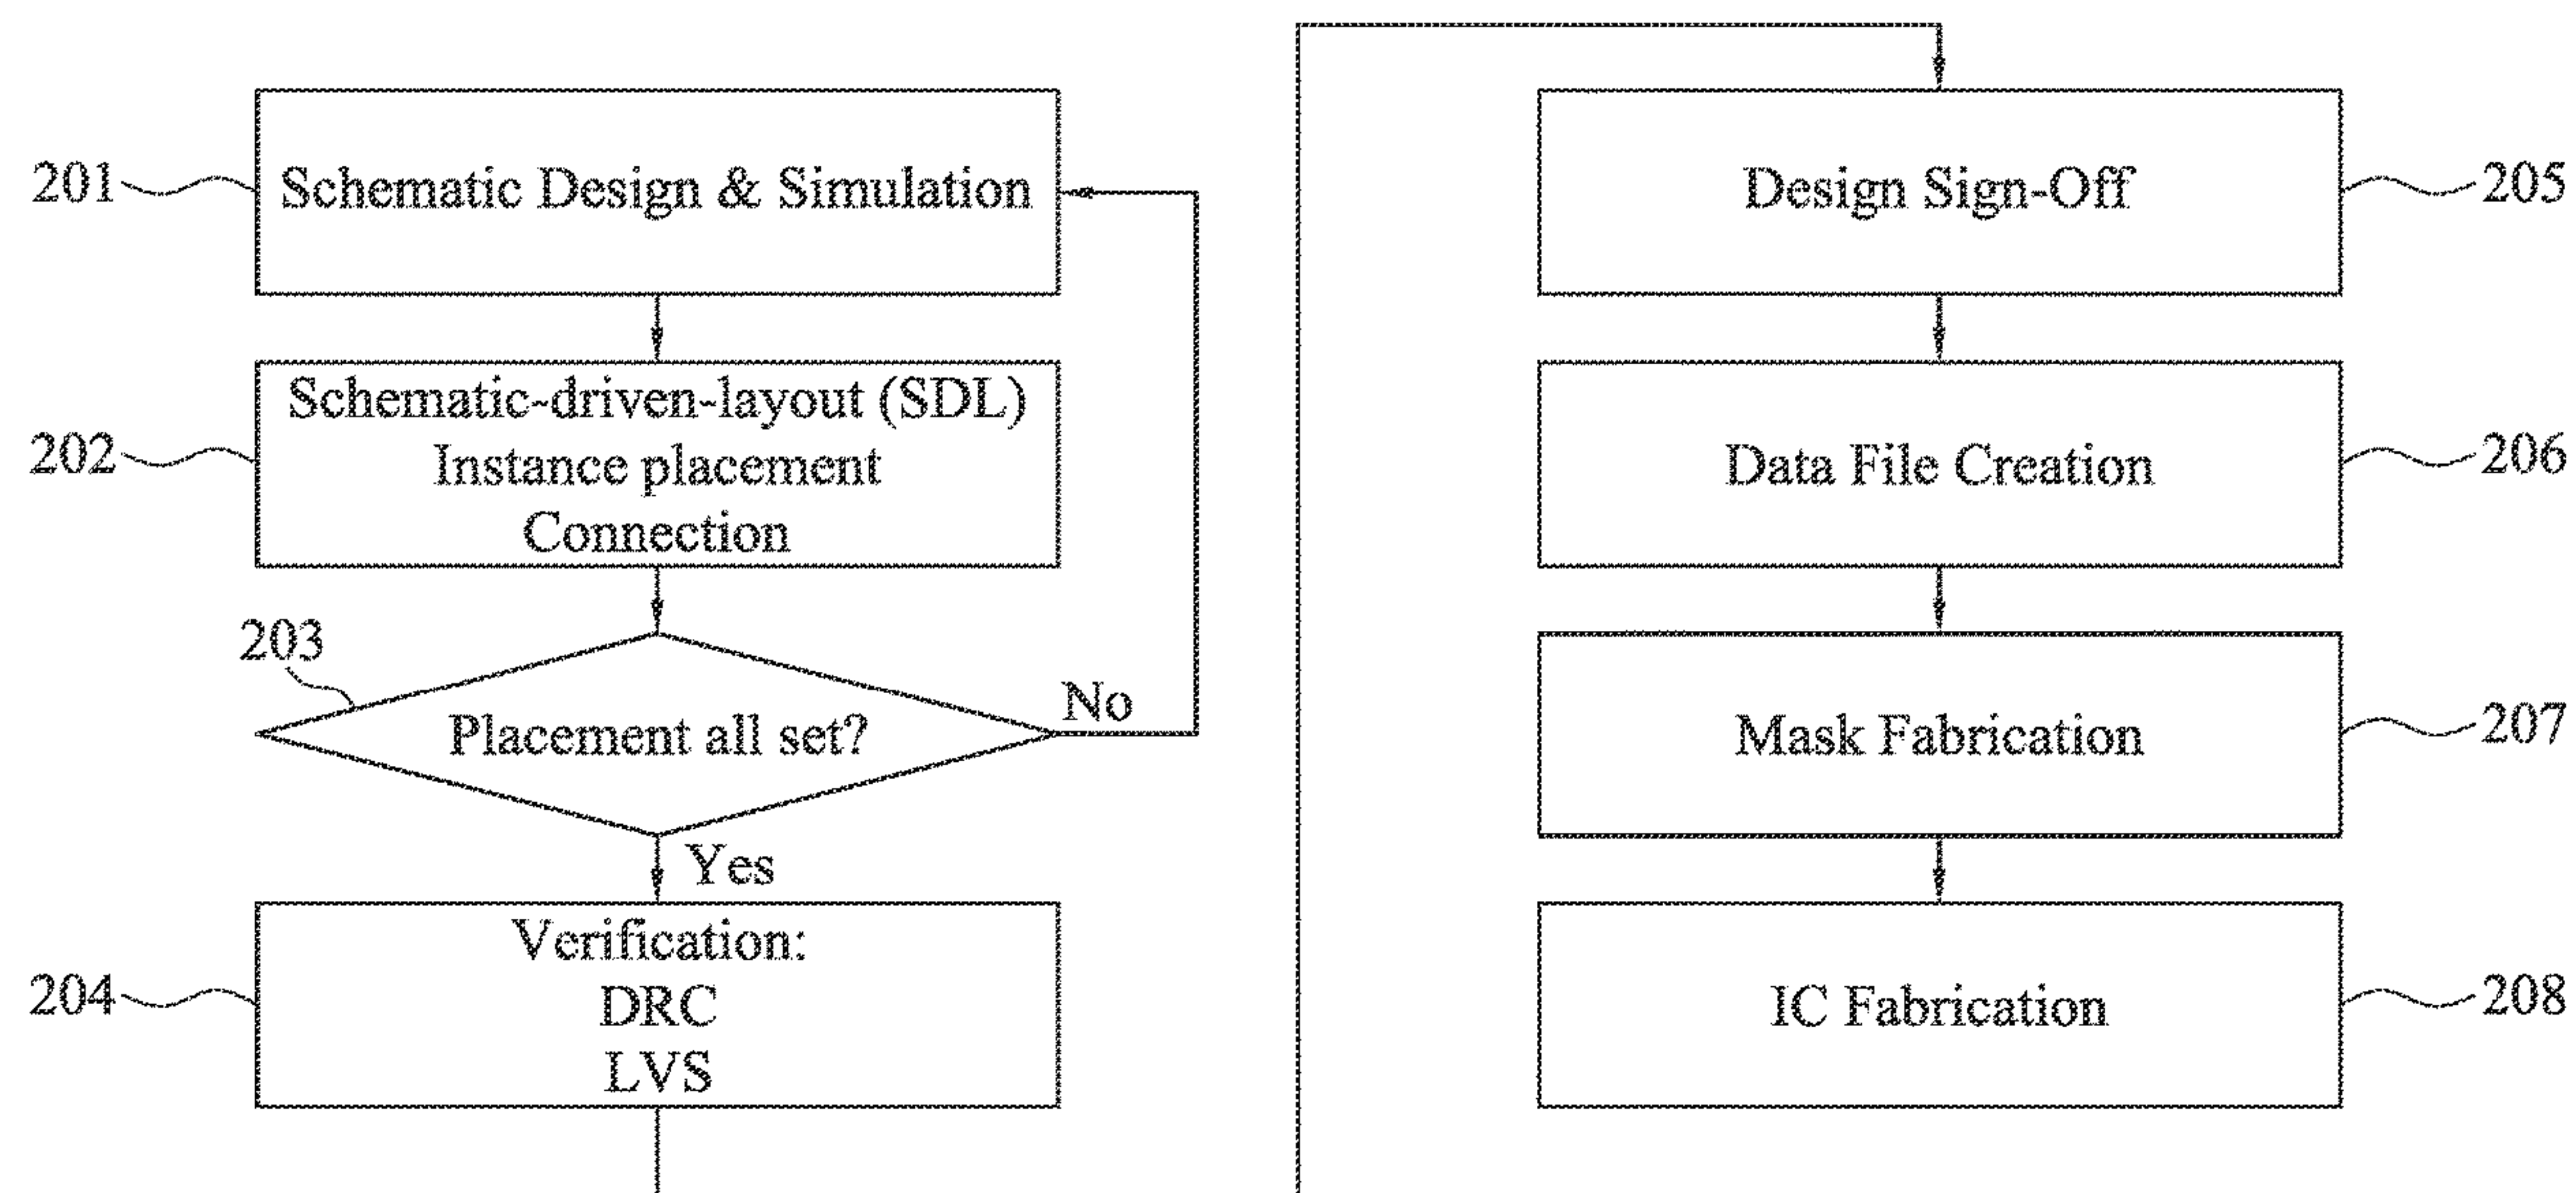 201
Schematic Design & Simulation
202
Schematic-driven-layout (SDL)
Instance placement
Connection
203
Placement all set?
No
Yes
204
Verification:
DRC
LVS
Design Sign-Off
205
Data File Creation
206
Mask Fabrication
207
IC Fabrication
208